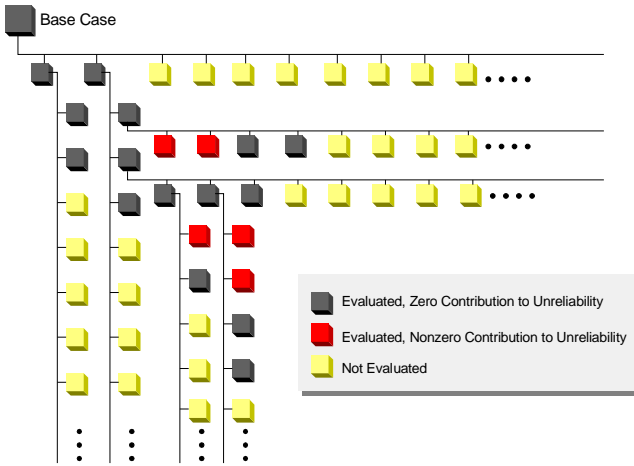 Base Case
Evaluated, Zero Contribution to Unreliability
Evaluated, Nonzero Contribution to Unreliability
Not Evaluated